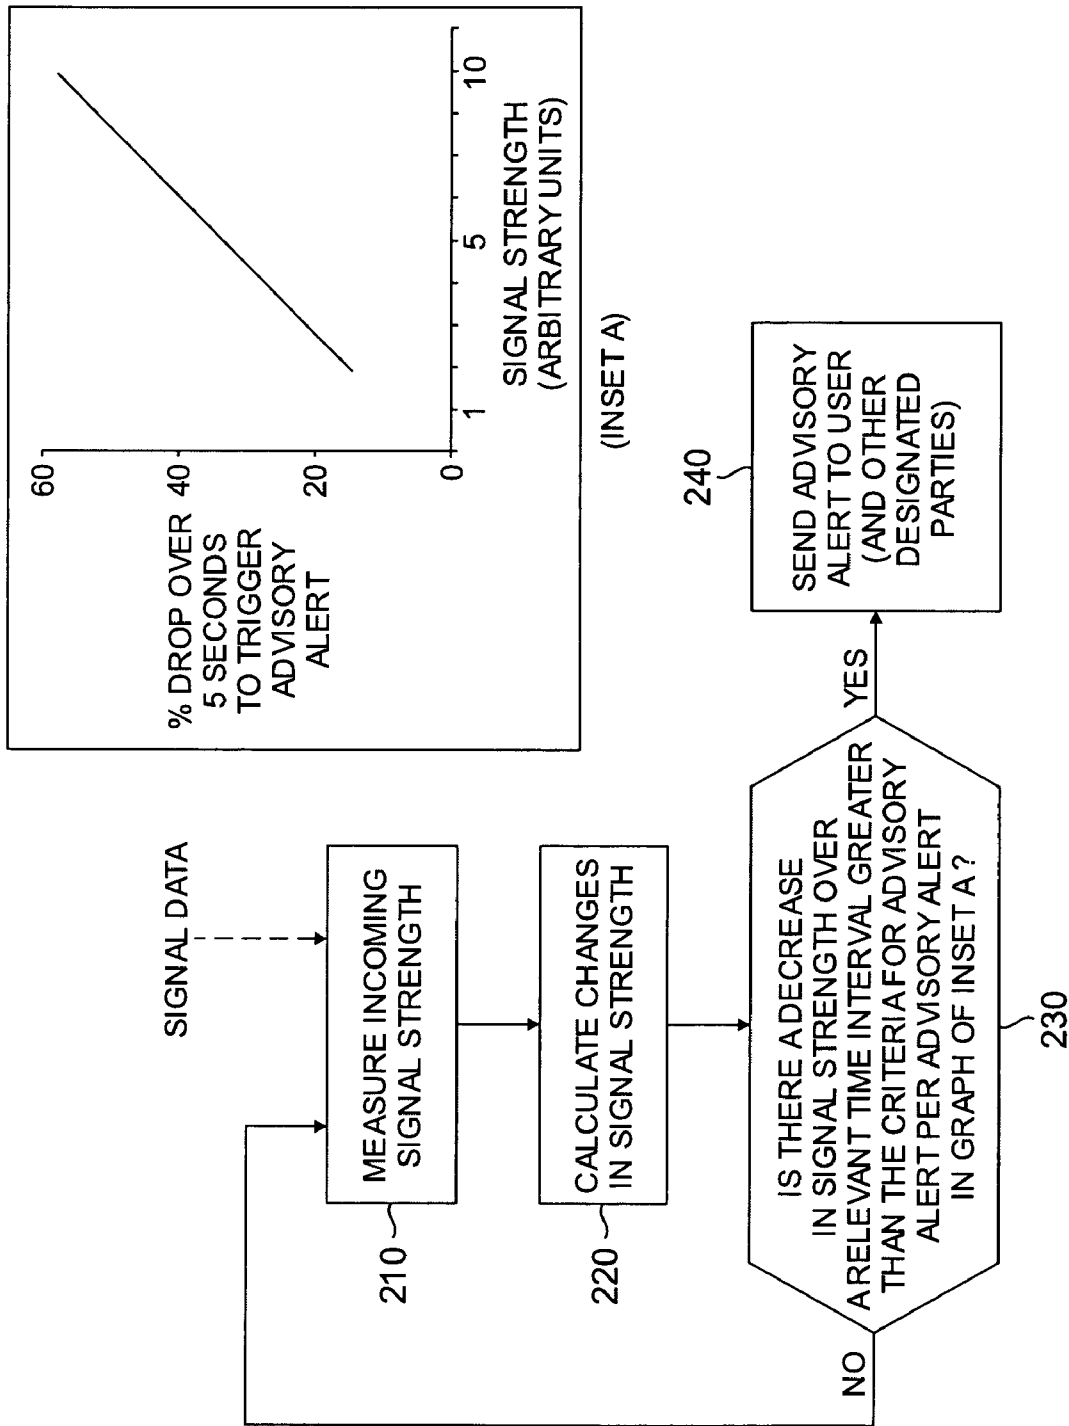 SIGNAL DATA
MEASURE INCOMING
SIGNAL STRENGTH
210
CALCULATE CHANGES
IN SIGNAL STRENGTH
220
IS THERE A DECREASE
IN SIGNAL STRENGTH OVER
A RELEVANT TIME INTERVAL GREATER
THAN THE CRITERIA FOR ADVISORY
ALERT PER ADVISORY ALERT
IN GRAPH OF INSET A?
230
NO
YES
SEND ADVISORY
ALERT TO USER
(AND OTHER
DESIGNATED
PARTIES)
240
% DROP OVER
5 SECONDS
TO TRIGGER
ADVISORY
ALERT
60
40
20
0
1
5
10
SIGNAL STRENGTH
(ARBITRARY UNITS)
(INSET A)